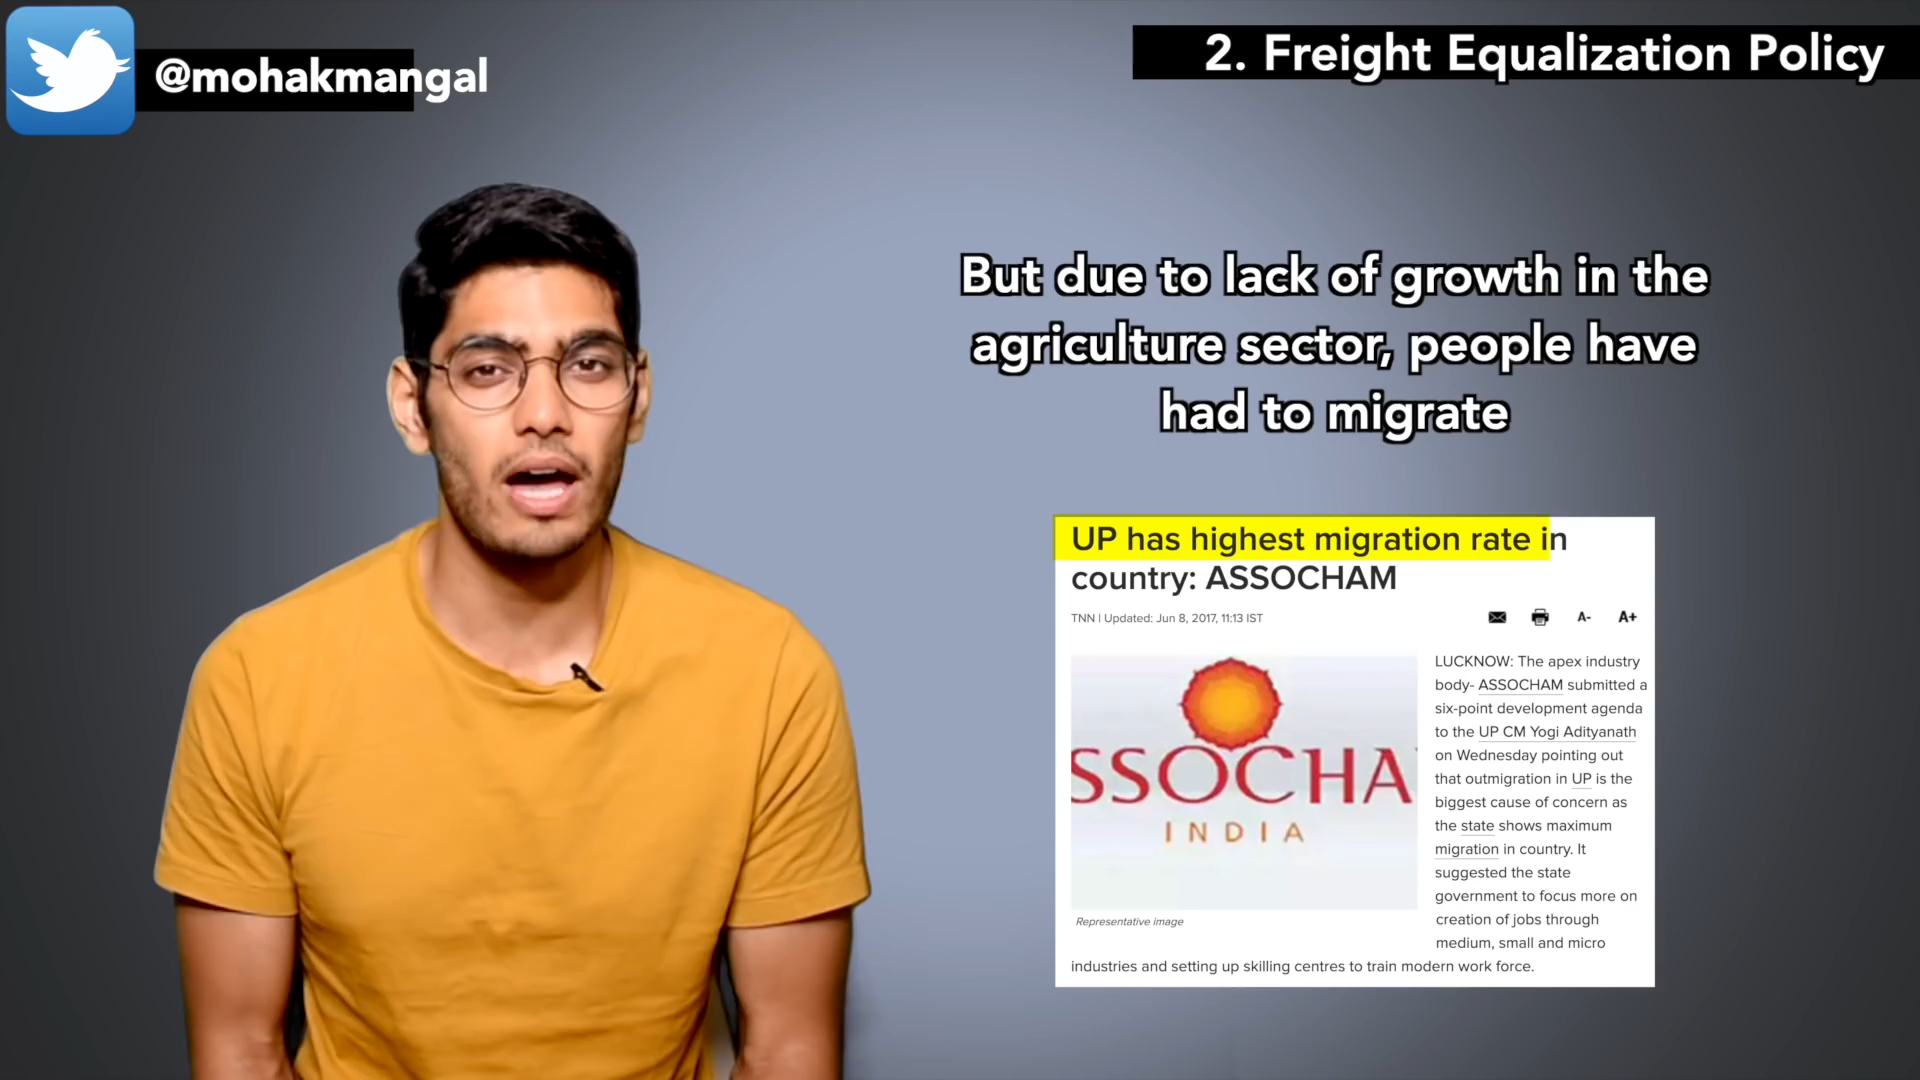 @mohakmangal
2. Freight Equalization Policy
But due to lack of growth in the
agriculture sector, people have
had to migrate
UP has highest migration rate in
country: ASSOCHAM
TNN | Updated: Jun 8, 2017, 11:13 IST
A-
A+
SSOCHA
INDIA
Representative image
LUCKNOW: The apex industry
body- ASSOCHAM submitted a
six-point development agenda
to the UP CM Yogi Adityanath
on Wednesday pointing out
that outmigration in UP is the
biggest cause of concern as
the state shows maximum
migration in country. It
suggested the state
government to focus more on
creation of jobs through
medium, small and micro
industries and setting up skilling centres to train modern work force.